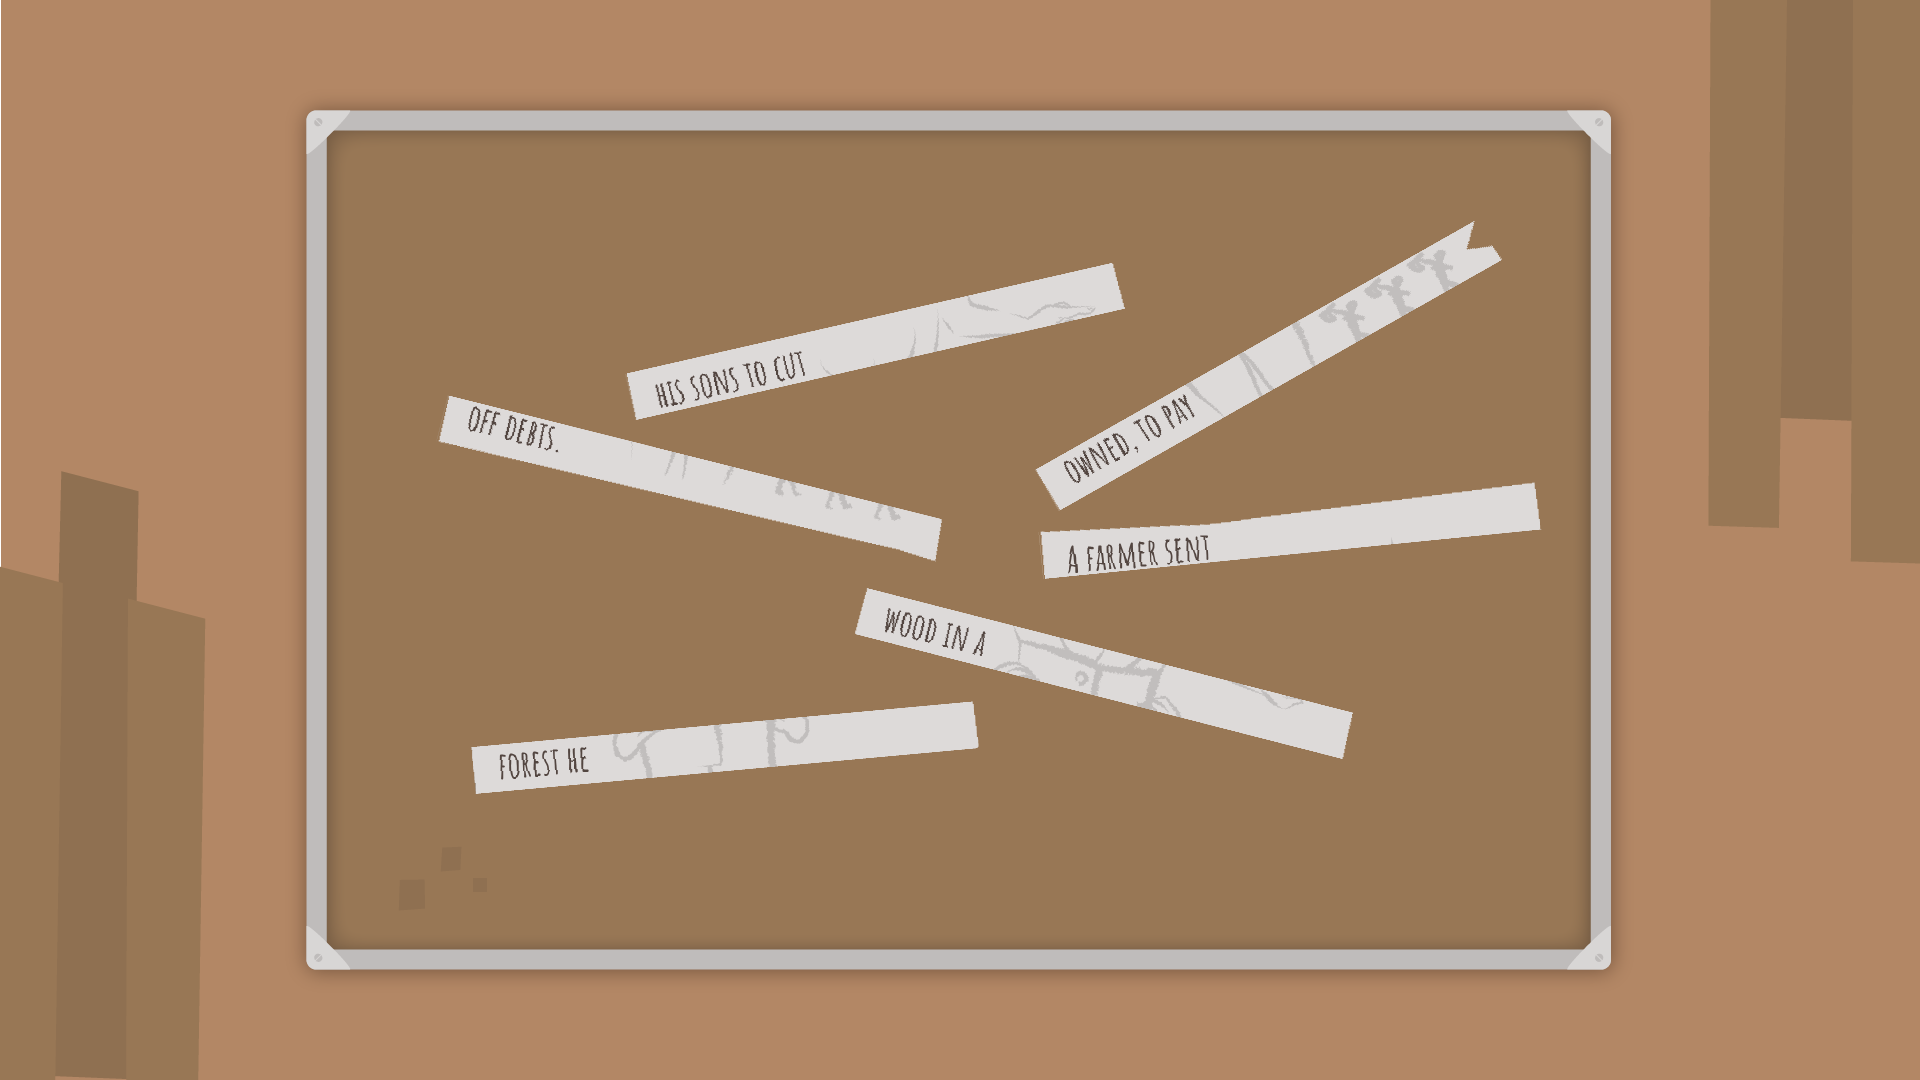 HIS SONS TO CUT
OWNED, TO PAY
OFF DEBTS.
A FARMER SENT
WOOD IN A
FOREST HE